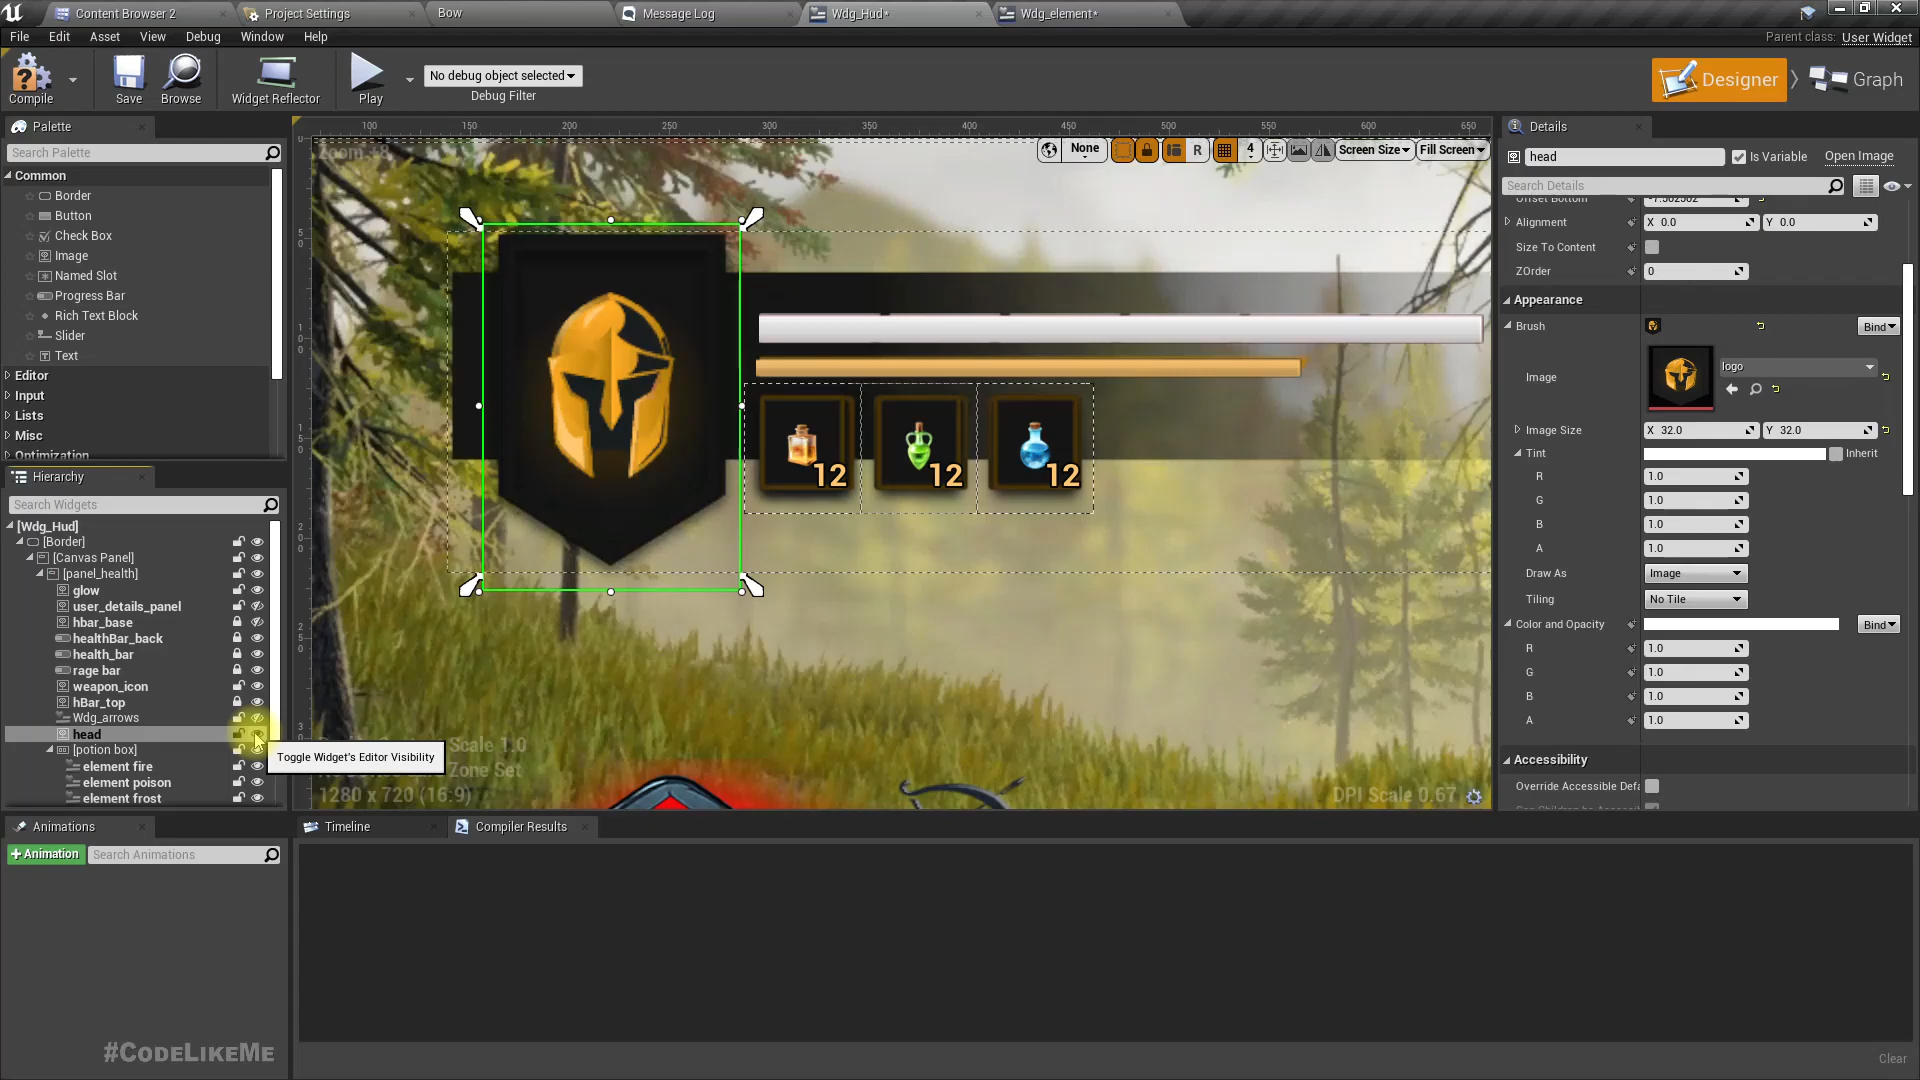 Content Browser 2
Project Settings
Bow
Message Log
Wdg_Hud*
Wdg_element*
File Edit Asset View Debug Window Help
Parent class: User Widget
Compile
Save
Browse
Widget Reflector
Play
No debug object selected
Debug Filter
Designer
Graph
Palette
Search Palette
Common
Border
Button
Check Box
Image
Named Slot
Progress Bar
Rich Text Block
Slider
Text
Editor
Input
Lists
Misc
Optimization
Hierarchy
Search Widgets
[Wdg_Hud]
[Border]
[Canvas Panel]
[panel_health]
glow
user_details_panel
hbar_base
healthBar_back
health_bar
rage bar
weapon_icon
hBar_top
Wdg_arrows
head
[potion box]
element fire
element poison
element frost
Toggle Widget's Editor Visibility
100 150 200 250 300 350 400 450 500 550 600 650
None
R
4
Screen Size
Fill Screen
12
12
12
Scale 1.0
Zone Set
1280 x 720 (16:9)
DPI Scale 0.67
Details
head
Is Variable
Open Image
Search Details
Offset Bottom -7.502502
Alignment X 0.0 Y 0.0
Size To Content
ZOrder 0
Appearance
Brush
Bind
Image
logo
Image Size X 32.0 Y 32.0
Tint
Inherit
R 1.0
G 1.0
B 1.0
A 1.0
Draw As Image
Tiling No Tile
Color and Opacity
Bind
R 1.0
G 1.0
B 1.0
A 1.0
Accessibility
Override Accessible Defa
Animations
+Animation
Search Animations
Timeline
Compiler Results
#CodeLikeMe
Clear